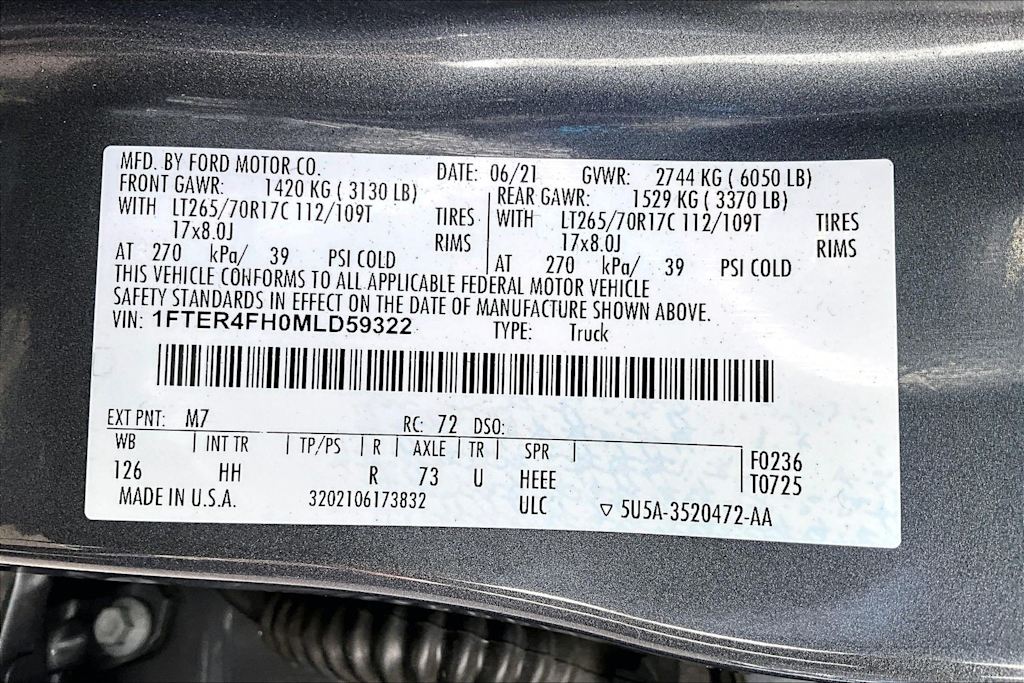 MFD. BY FORD MOTOR CO. DATE: 06/21 GVWR: 2744 KG ( 6050 LB)
FRONT GAWR: 1420 KG ( 3130 LB) REAR GAWR: 1529 KG ( 3370 LB)
WITH LT265/70R17C 112/109T TIRES WITH LT265/70R17C 112/109T TIRES
17x8.0J RIMS 17x8.0J RIMS
AT 270 kPa/ 39 PSI COLD AT 270 kPa/ 39 PSI COLD
THIS VEHICLE CONFORMS TO ALL APPLICABLE FEDERAL MOTOR VEHICLE
SAFETY STANDARDS IN EFFECT ON THE DATE OF MANUFACTURE SHOWN ABOVE.
VIN: 1FTER4FH0MLD59322 TYPE: Truck
EXT PNT: M7 RC: 72 DSO:
WB | INT TR | TP/PS | R | AXLE | TR | SPR |
126 HH R 73 U HEEE F0236
T0725
MADE IN U.S.A. 3202106173832 ULC ▽ 5U5A-3520472-AA